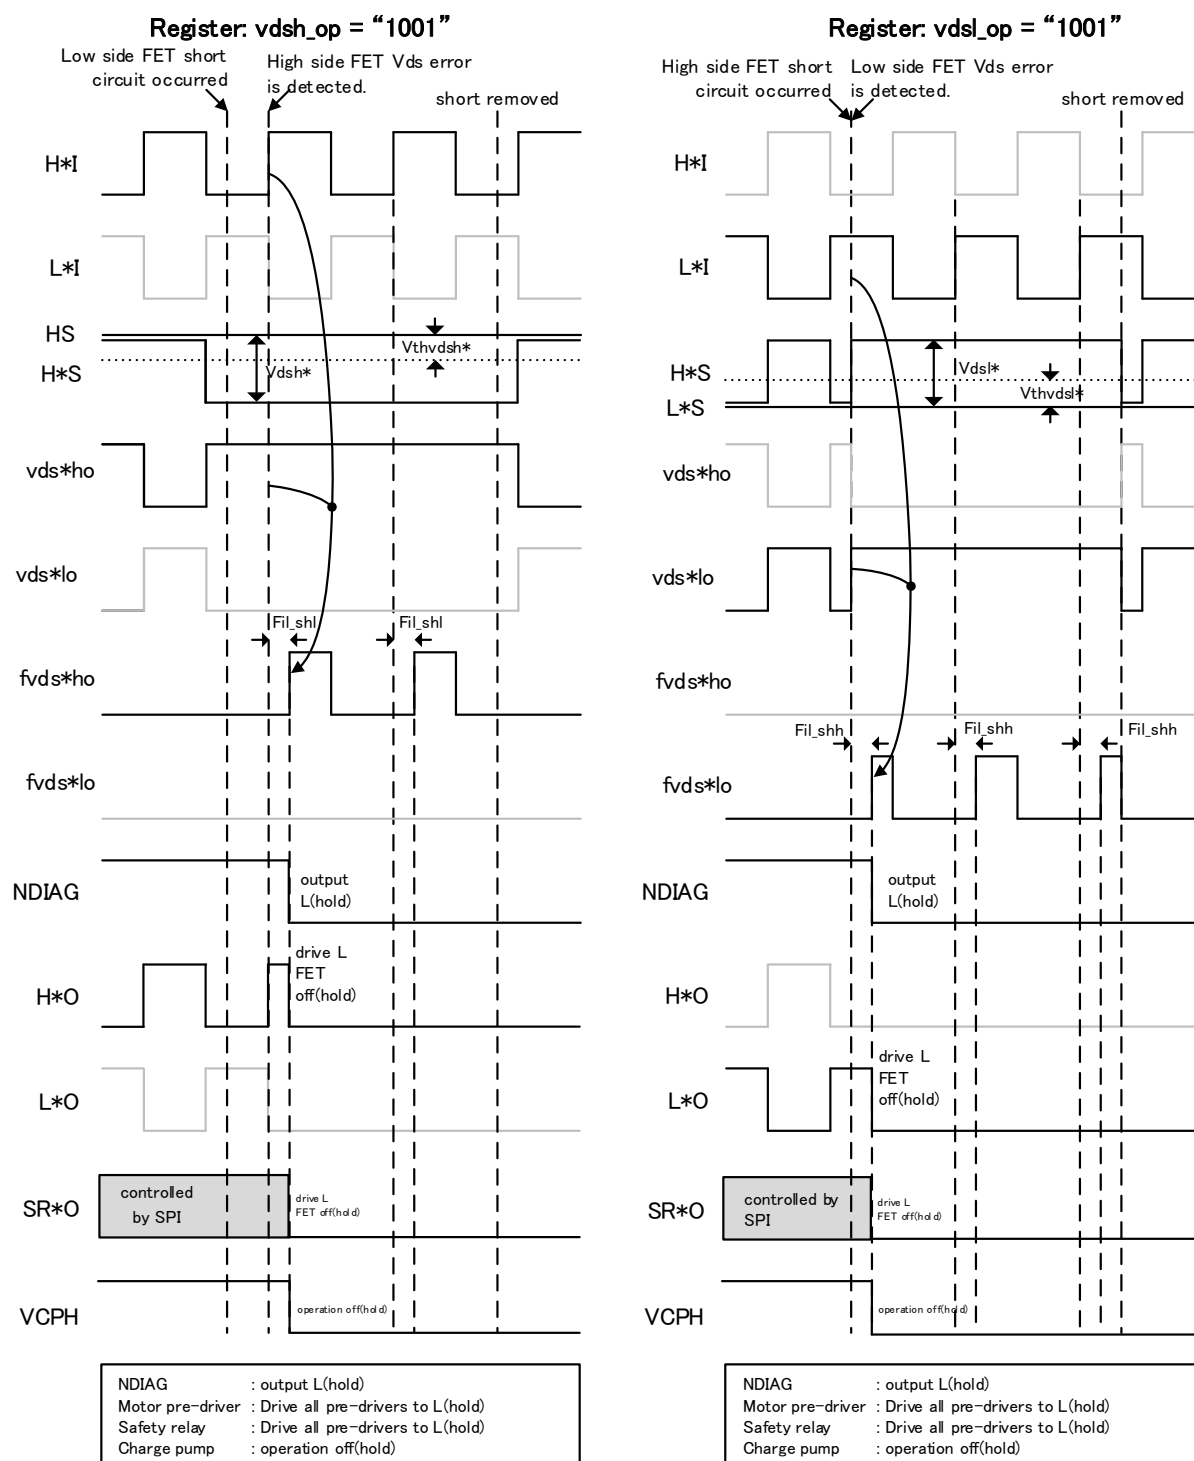 Register: vdsh_op = “1001”
Low side FET short
circuit occurred
High side FET Vds error
is detected.
short removed
H*I
L*I
HS
Vthvdsh*
H*S
Vdsh*
vds*ho
vds*lo
Fil_shl
Fil_shl
fvds*ho
fvds*lo
NDIAG
output
L(hold)
drive L
FET
off(hold)
H*O
L*O
SR*O
controlled
by SPI
drive L
FET off(hold)
VCPH
operation off(hold)
NDIAG : output L(hold)
Motor pre-driver : Drive all pre-drivers to L(hold)
Safety relay : Drive all pre-drivers to L(hold)
Charge pump : operation off(hold)
Register: vdsl_op = “1001”
High side FET short
circuit occurred
Low side FET Vds error
is detected.
short removed
H*I
L*I
H*S
Vdsl*
Vthvdsl*
L*S
vds*ho
vds*lo
fvds*ho
Fil_shh
Fil_shh
Fil_shh
fvds*lo
NDIAG
output
L(hold)
H*O
drive L
FET
off(hold)
L*O
SR*O
controlled by
SPI
drive L
FET off(hold)
VCPH
operation off(hold)
NDIAG : output L(hold)
Motor pre-driver : Drive all pre-drivers to L(hold)
Safety relay : Drive all pre-drivers to L(hold)
Charge pump : operation off(hold)